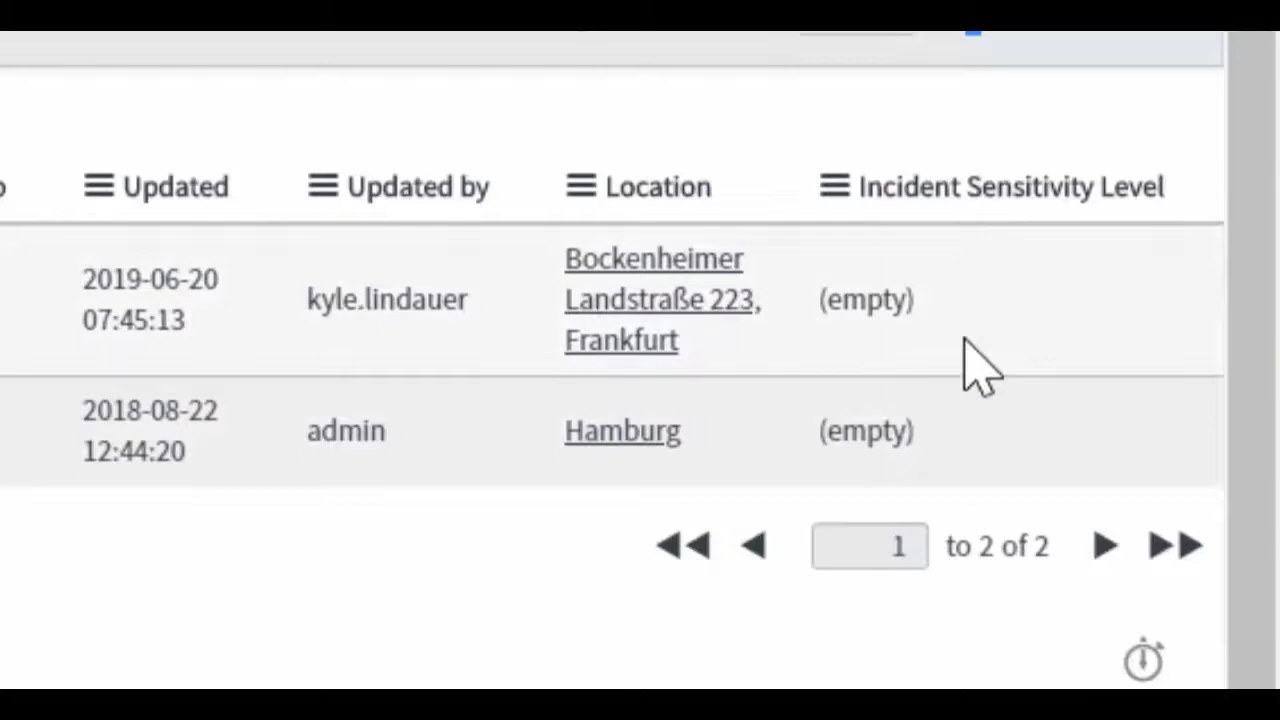 Updated Updated by Location Incident Sensitivity Level
2019-06-20
07:45:13
kyle.lindauer
Bockenheimer
Landstraße 223,
Frankfurt
(empty)
2018-08-22
12:44:20
admin
Hamburg
(empty)
1 to 2 of 2